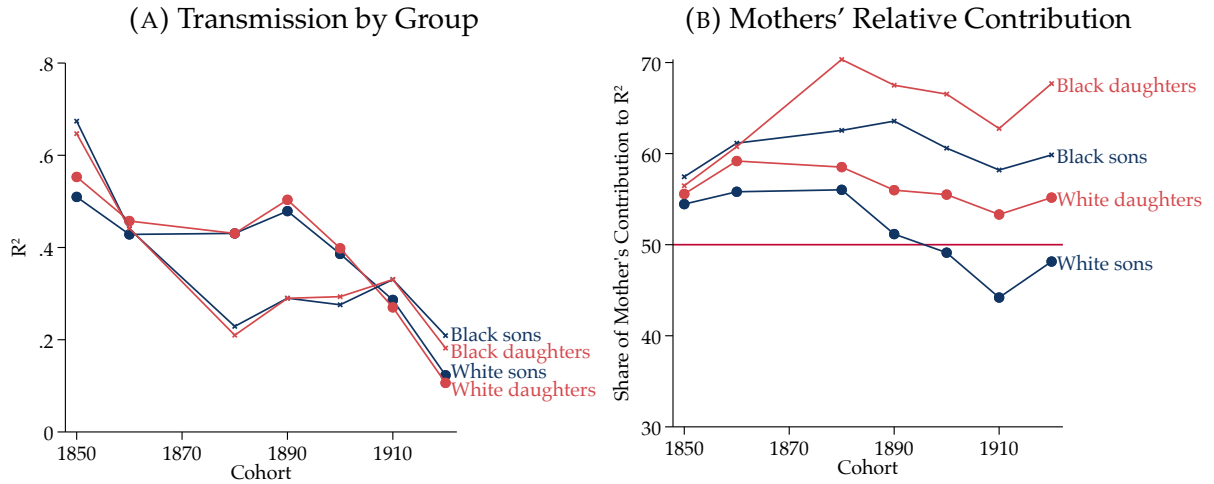 (A) Transmission by Group
.8
.6
.4
.2
0
R²
1850
1870
1890
1910
Cohort
Black sons
Black daughters
White sons
White daughters
(B) Mothers' Relative Contribution
70
60
50
40
30
Share of Mother's Contribution to R²
1850
1870
1890
1910
Cohort
Black daughters
Black sons
White daughters
White sons